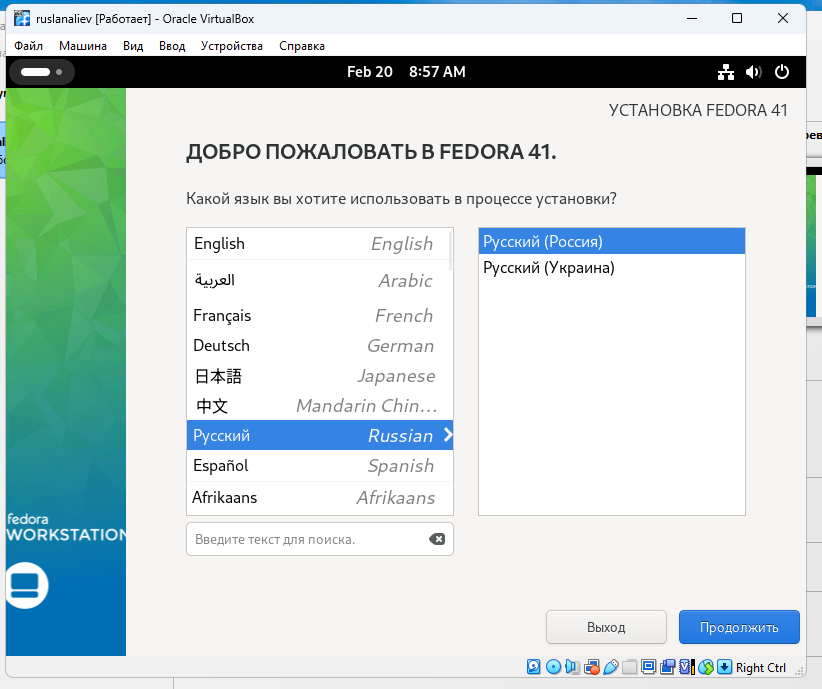 ruslanaliev [Работает] - Oracle VirtualBox
Файл Машина Вид Ввод Устройства Справка
Feb 20 8:57 AM
УСТАНОВКА FEDORA 41
ДОБРО ПОЖАЛОВАТЬ В FEDORA 41.
Какой язык вы хотите использовать в процессе установки?
English English
العربية Arabic
Français French
Deutsch German
日本語 Japanese
中文 Mandarin Chin…
Русский Russian
Español Spanish
Afrikaans Afrikaans
Русский (Россия)
Русский (Украина)
Введите текст для поиска.
fedora
WORKSTATION
Выход Продолжить
Right Ctrl